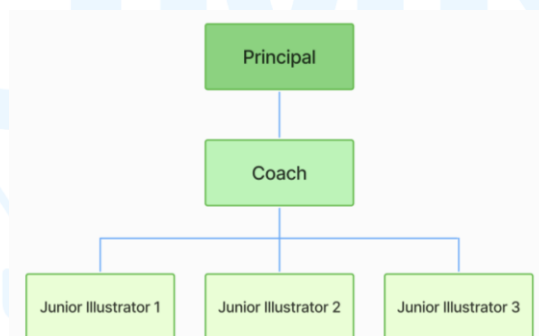 Principal
Coach
Junior Illustrator 1
Junior Illustrator 2
Junior Illustrator 3